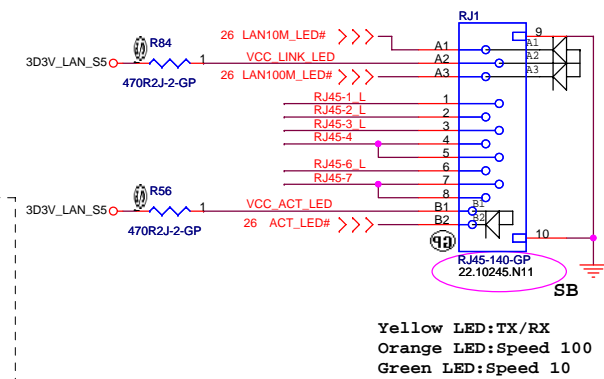 RJ1
26 LAN10M_LED#
9
R84
A1
A1
3D3V_LAN_S5
1
VCC_LINK_LED
A2
A2
470R2J-2-GP
26 LAN100M_LED#
A3
A3
RJ45-1_L
1
RJ45-2_L
2
RJ45-3_L
3
RJ45-4
4
5
RJ45-6_L
6
RJ45-7
7
8
R56
VCC_ACT_LED
B1
B1
3D3V_LAN_S5
1
470R2J-2-GP
26 ACT_LED#
B2
B2
10
RJ45-140-GP
22.10245.N11
SB
Yellow LED:TX/RX
Orange LED:Speed 100
Green LED:Speed 10